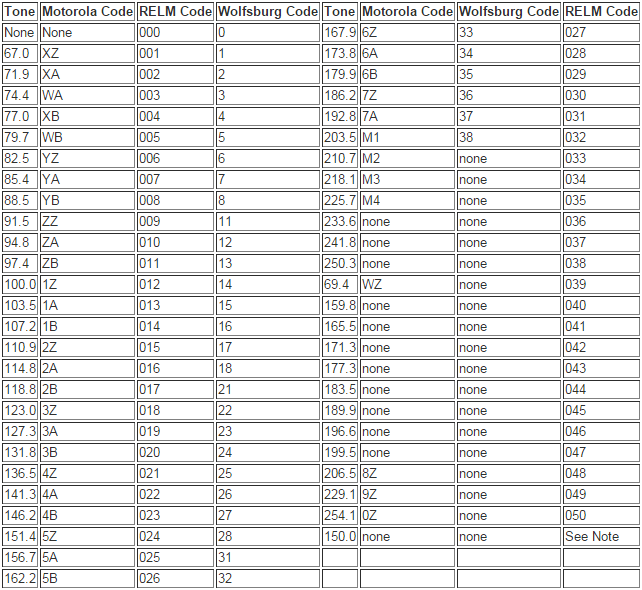 Tone Motorola Code RELM Code Wolfsburg Code Tone Motorola Code Wolfsburg Code RELM Code
None None 000 0 167.9 6Z 33 027
67.0 XZ 001 1 173.8 6A 34 028
71.9 XA 002 2 179.9 6B 35 029
74.4 WA 003 3 186.2 7Z 36 030
77.0 XB 004 4 192.8 7A 37 031
79.7 WB 005 5 203.5 M1 38 032
82.5 YZ 006 6 210.7 M2 none 033
85.4 YA 007 7 218.1 M3 none 034
88.5 YB 008 8 225.7 M4 none 035
91.5 ZZ 009 11 233.6 none none 036
94.8 ZA 010 12 241.8 none none 037
97.4 ZB 011 13 250.3 none none 038
100.0 1Z 012 14 69.4 WZ none 039
103.5 1A 013 15 159.8 none none 040
107.2 1B 014 16 165.5 none none 041
110.9 2Z 015 17 171.3 none none 042
114.8 2A 016 18 177.3 none none 043
118.8 2B 017 21 183.5 none none 044
123.0 3Z 018 22 189.9 none none 045
127.3 3A 019 23 196.6 none none 046
131.8 3B 020 24 199.5 none none 047
136.5 4Z 021 25 206.5 8Z none 048
141.3 4A 022 26 229.1 9Z none 049
146.2 4B 023 27 254.1 0Z none 050
151.4 5Z 024 28 150.0 none none See Note
156.7 5A 025 31
162.2 5B 026 32